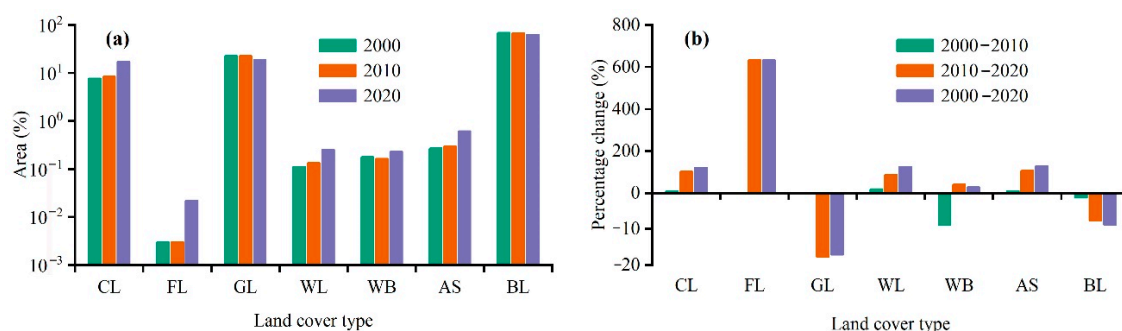 (a)
2000
2010
2020
Area (%)
10²
10¹
10⁰
10⁻¹
10⁻²
10⁻³
CL FL GL WL WB AS BL
Land cover type
(b)
2000−2010
2010−2020
2000−2020
Percentage change (%)
800
600
400
200
0
−10
−20
CL FL GL WL WB AS BL
Land cover type